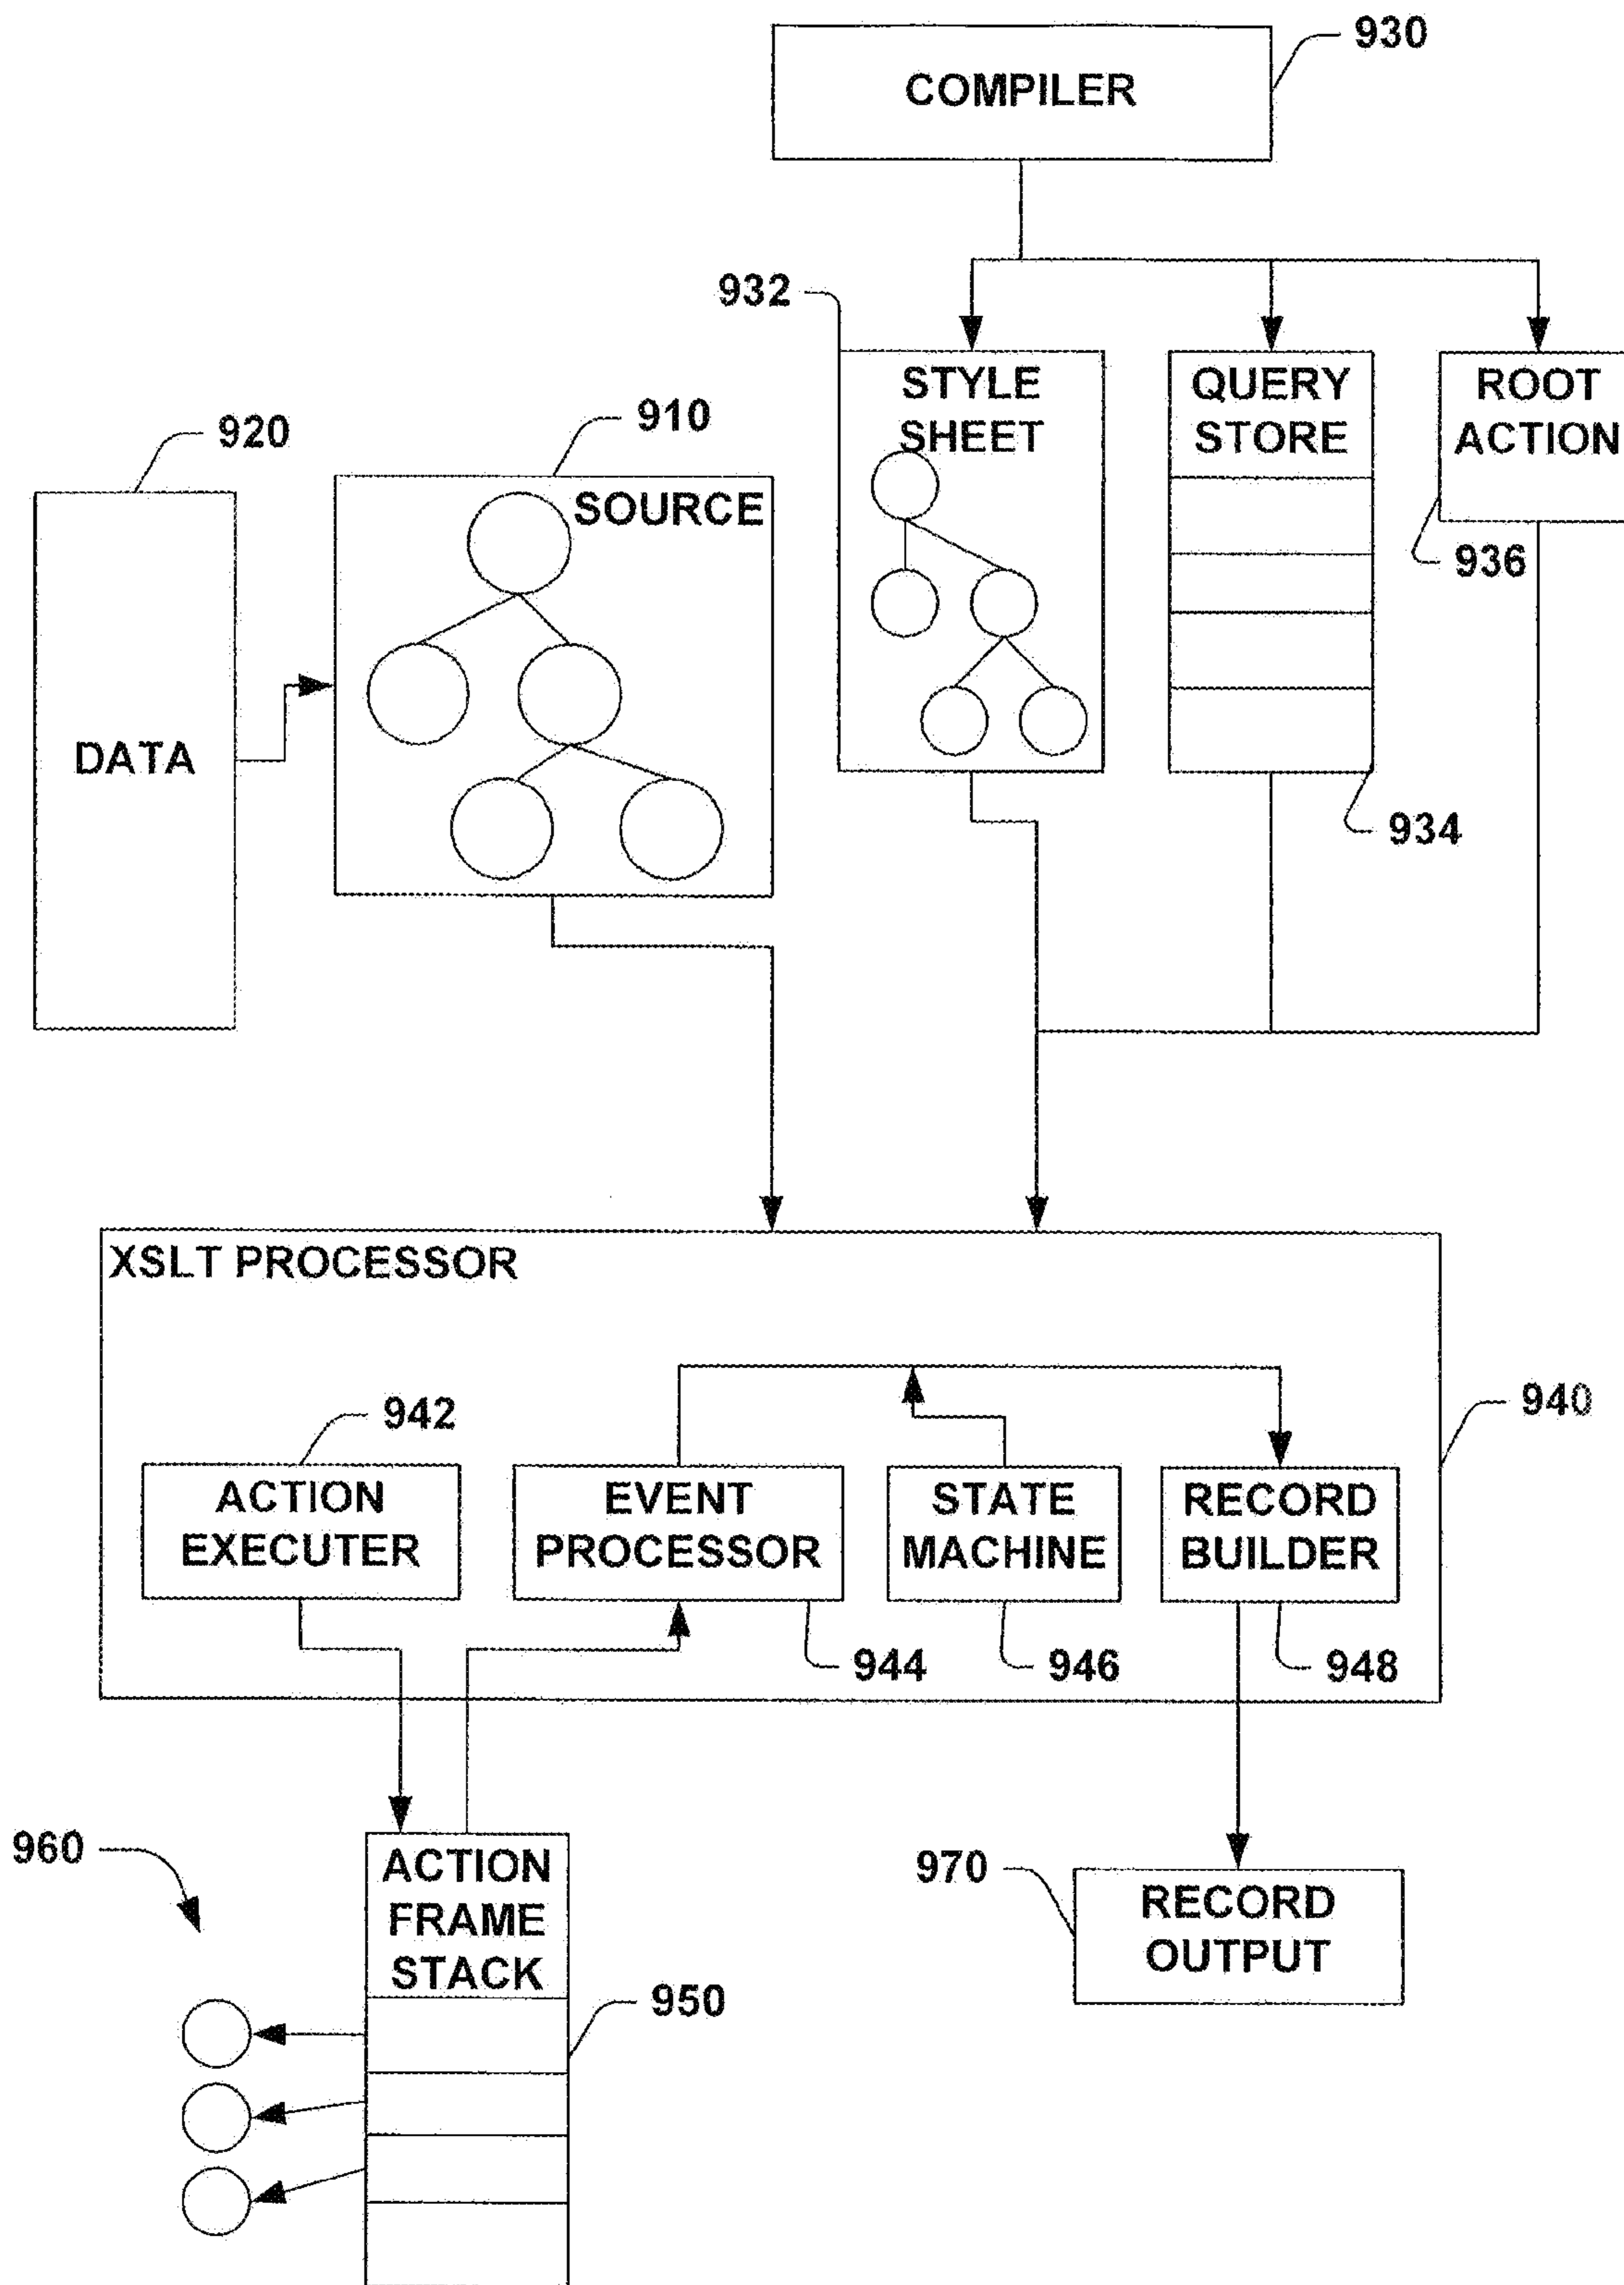 930
COMPILER
932
STYLE
SHEET
QUERY
STORE
ROOT
ACTION
920
910
SOURCE
936
DATA
934
XSLT PROCESSOR
942
940
ACTION
EXECUTER
EVENT
PROCESSOR
STATE
MACHINE
RECORD
BUILDER
944
946
948
960
ACTION
FRAME
STACK
970
RECORD
OUTPUT
950